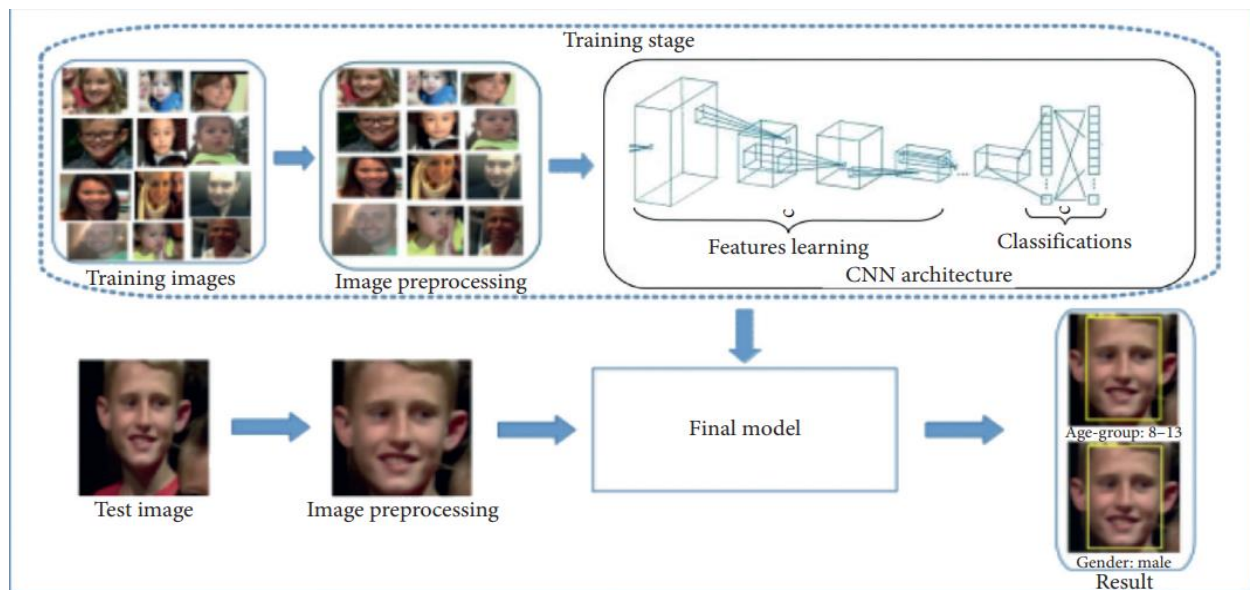 Training stage
Training images
Image preprocessing
Features learning
Classifications
CNN architecture
Test image
Image preprocessing
Final model
Age-group: 8–13
Gender: male
Result